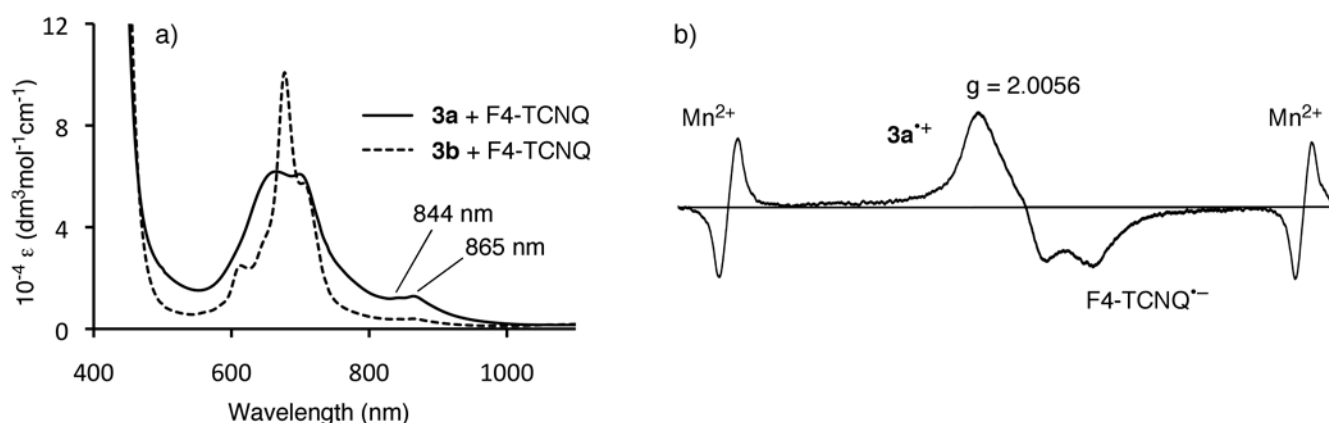 a)
12
8
4
0
10⁻⁴ ε (dm³mol⁻¹cm⁻¹)
3a + F4-TCNQ
3b + F4-TCNQ
844 nm
865 nm
400
600
800
1000
Wavelength (nm)
b)
g = 2.0056
Mn²⁺
3a•⁺
Mn²⁺
F4-TCNQ•⁻